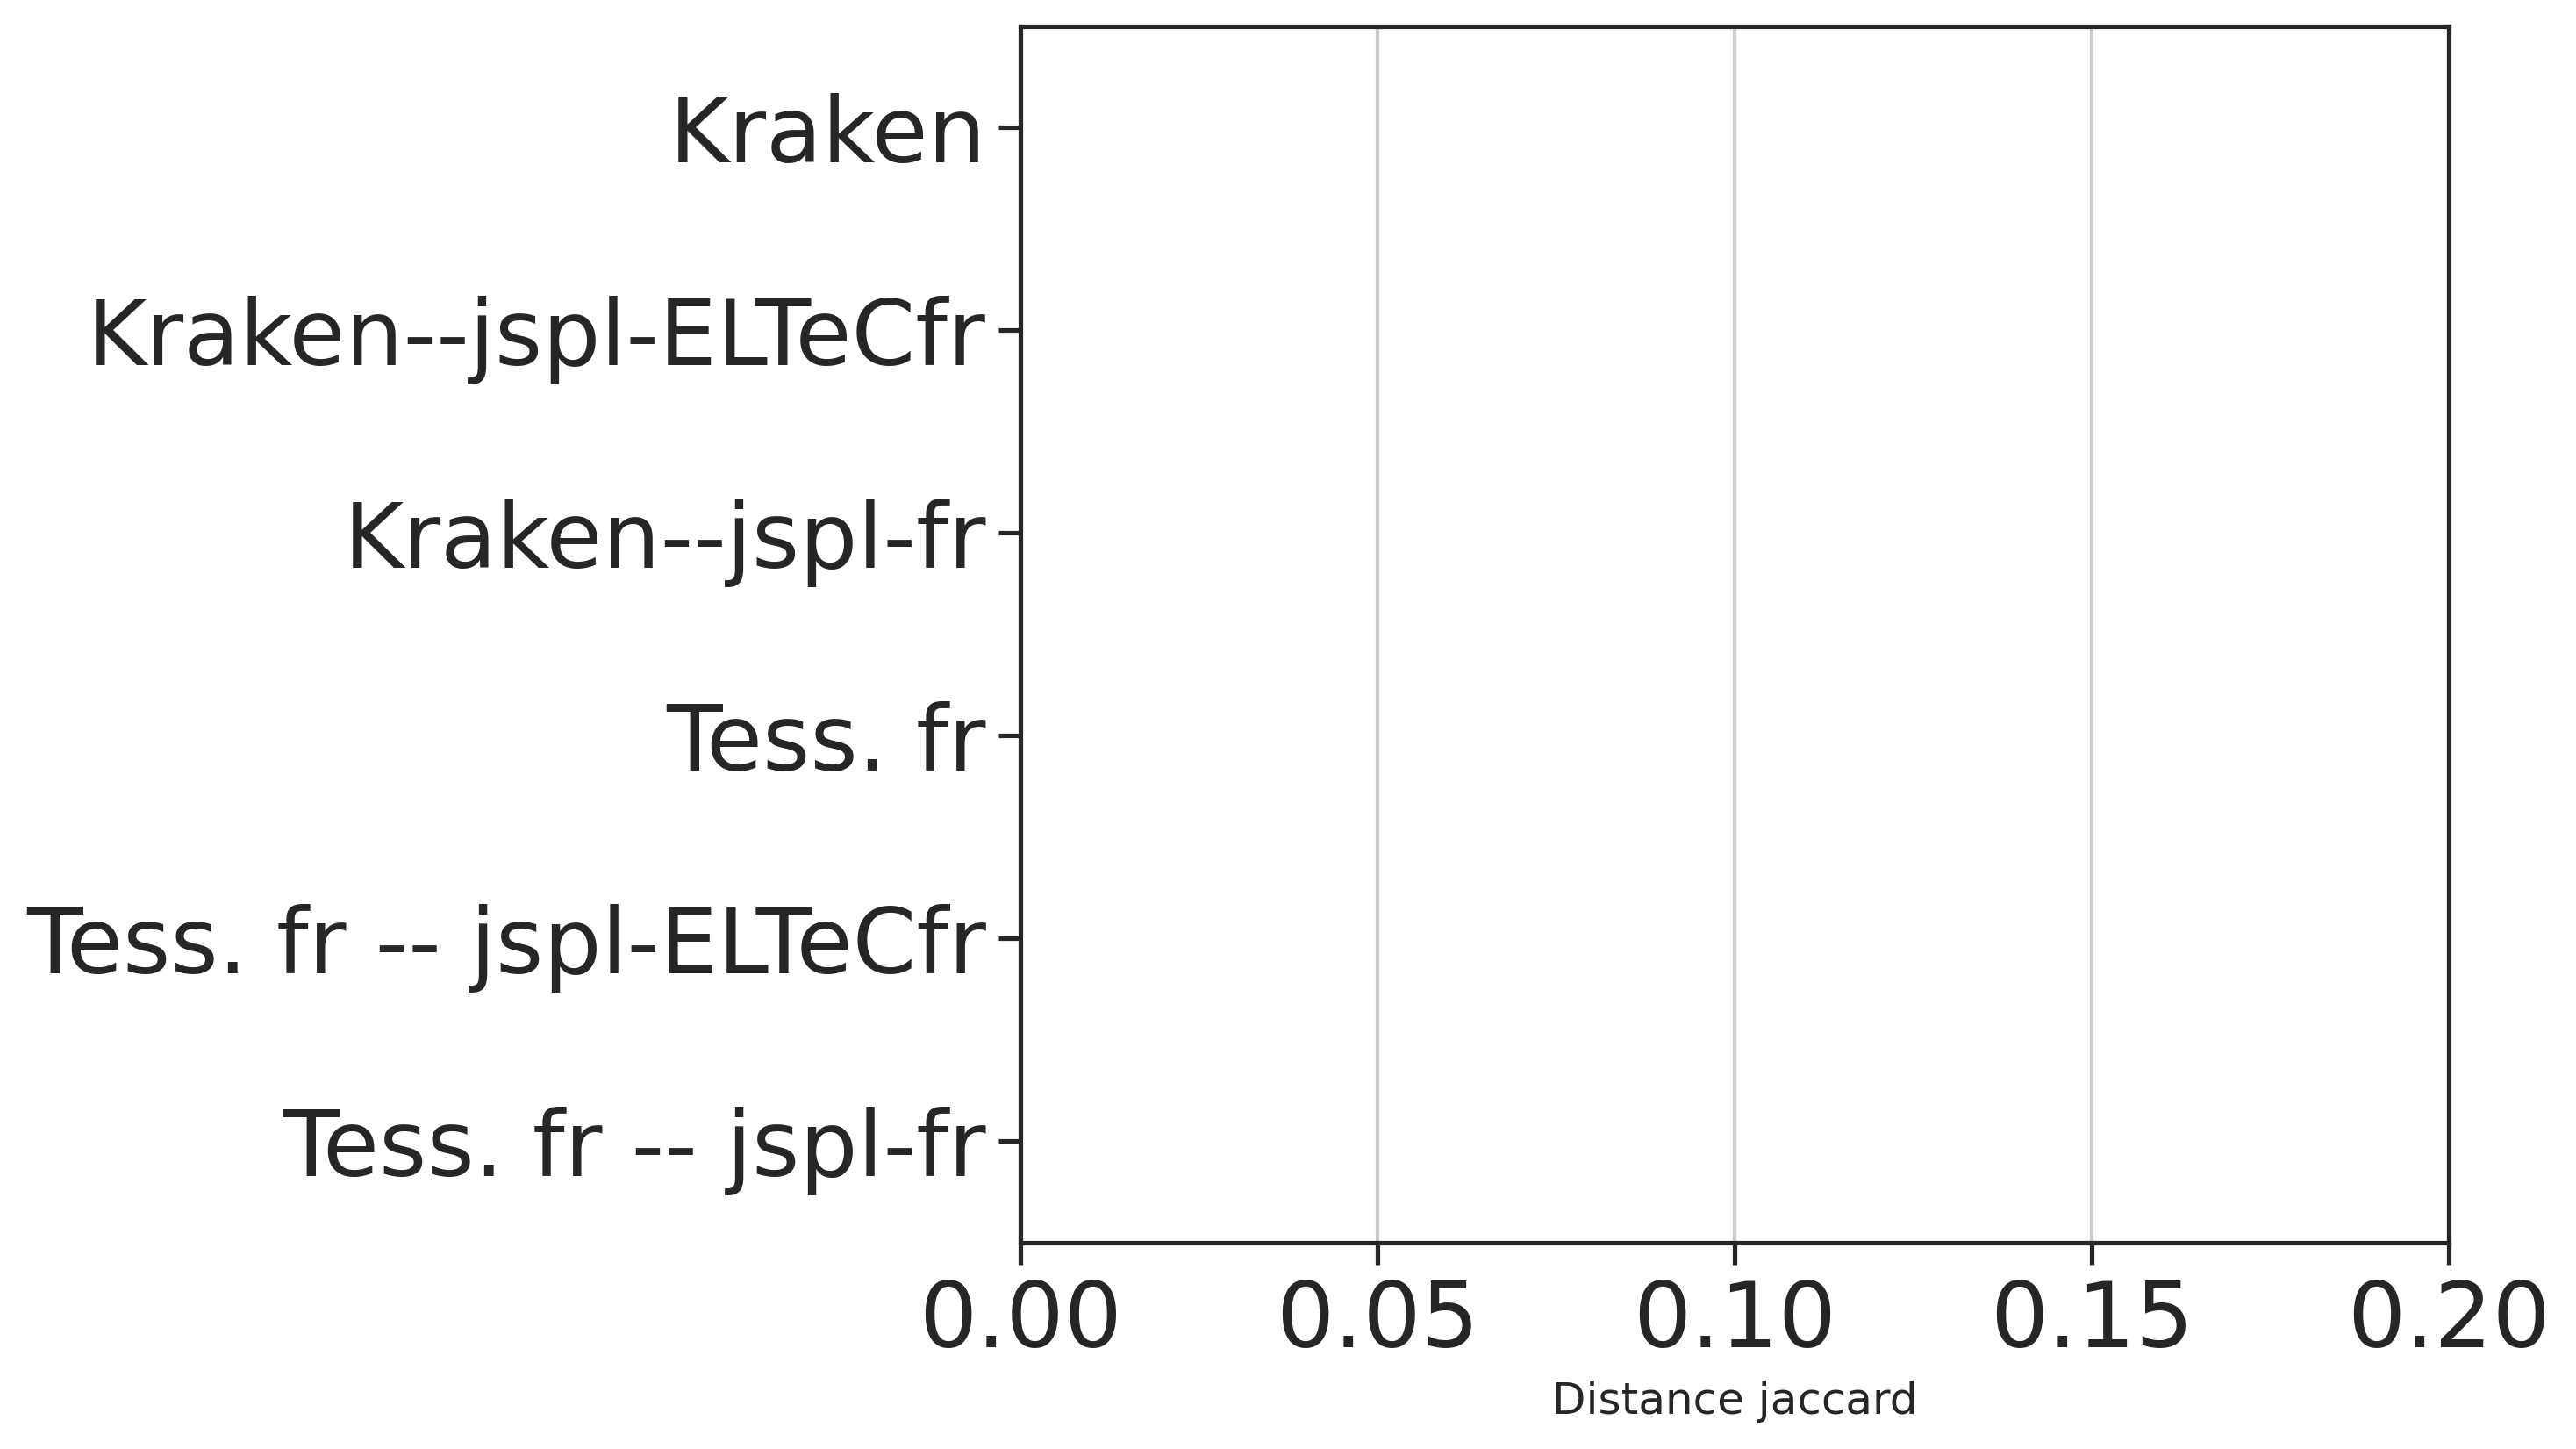 Kraken
Kraken--jspl-ELTeCfr
Kraken--jspl-fr
Tess. fr
Tess. fr -- jspl-ELTeCfr
Tess. fr -- jspl-fr
0.00 0.05 0.10 0.15 0.20
Distance jaccard